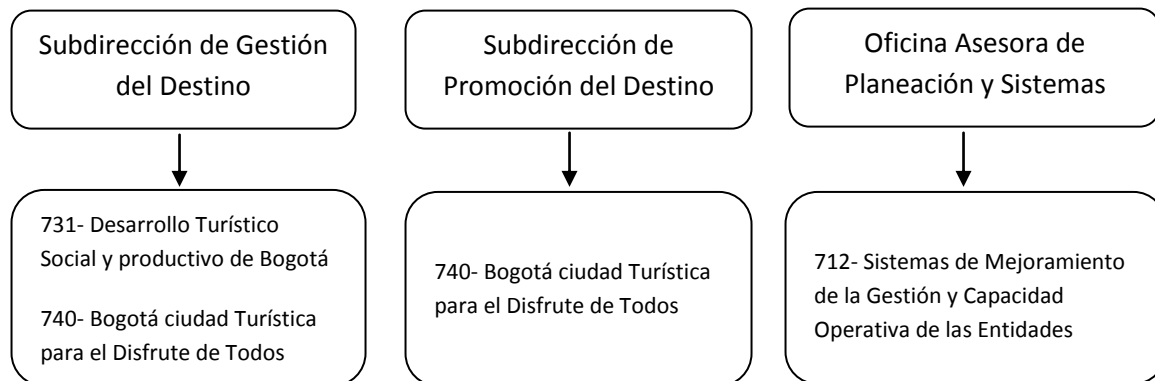 Subdirección de Gestión
del Destino
Subdirección de
Promoción del Destino
Oficina Asesora de
Planeación y Sistemas
731- Desarrollo Turístico
Social y productivo de Bogotá
740- Bogotá ciudad Turística
para el Disfrute de Todos
740- Bogotá ciudad Turística
para el Disfrute de Todos
712- Sistemas de Mejoramiento
de la Gestión y Capacidad
Operativa de las Entidades